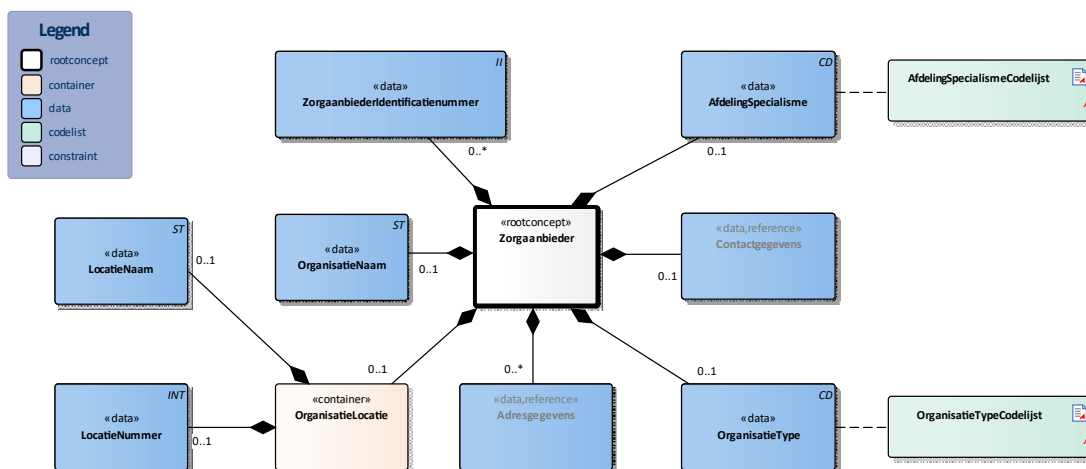 Legend
rootconcept
container
data
codelist
constraint
II
«data»
ZorgaanbiederIdentificatienummer
CD
«data»
AfdelingSpecialisme
AfdelingSpecialismeCodelijst
0..*
0..1
ST
«data»
LocatieNaam
0..1
ST
«data»
OrganisatieNaam
0..1
«rootconcept»
Zorgaanbieder
«data,reference»
Contactgegevens
0..1
0..1
0..*
0..1
INT
«data»
LocatieNummer
0..1
«container»
OrganisatieLocatie
«data,reference»
Adresgegevens
CD
«data»
OrganisatieType
OrganisatieTypeCodelijst